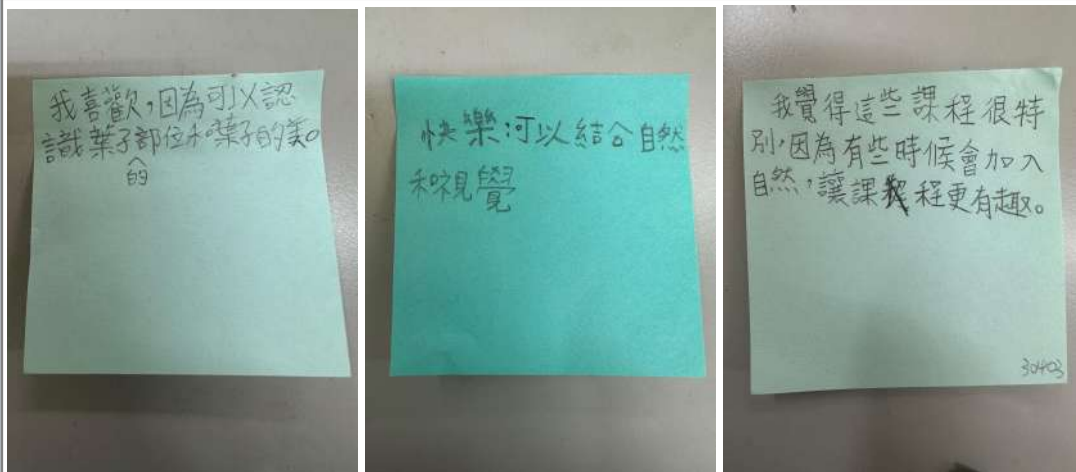 我喜歡，因為可以認
識葉子的部位和葉子的美。
快樂，可以結合自然
和視覺
我覺得這些課程很特
別，因為有些時候會加入
自然，讓課程更有趣。
30403